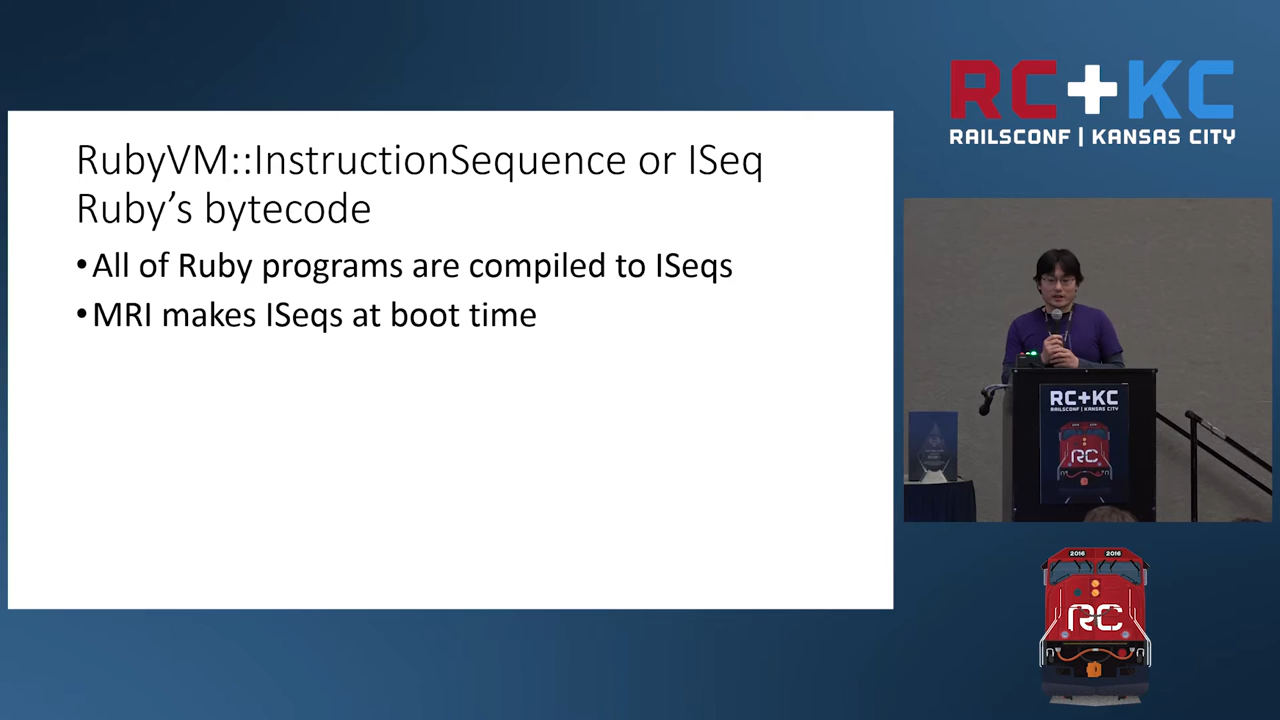 RC+KC
RAILSCONF | KANSAS CITY
RubyVM::InstructionSequence or ISeq
Ruby's bytecode
•All of Ruby programs are compiled to ISeqs
•MRI makes ISeqs at boot time
RC+KC
RAILSCONF | KANSAS CITY
RC
2016 2016
RC